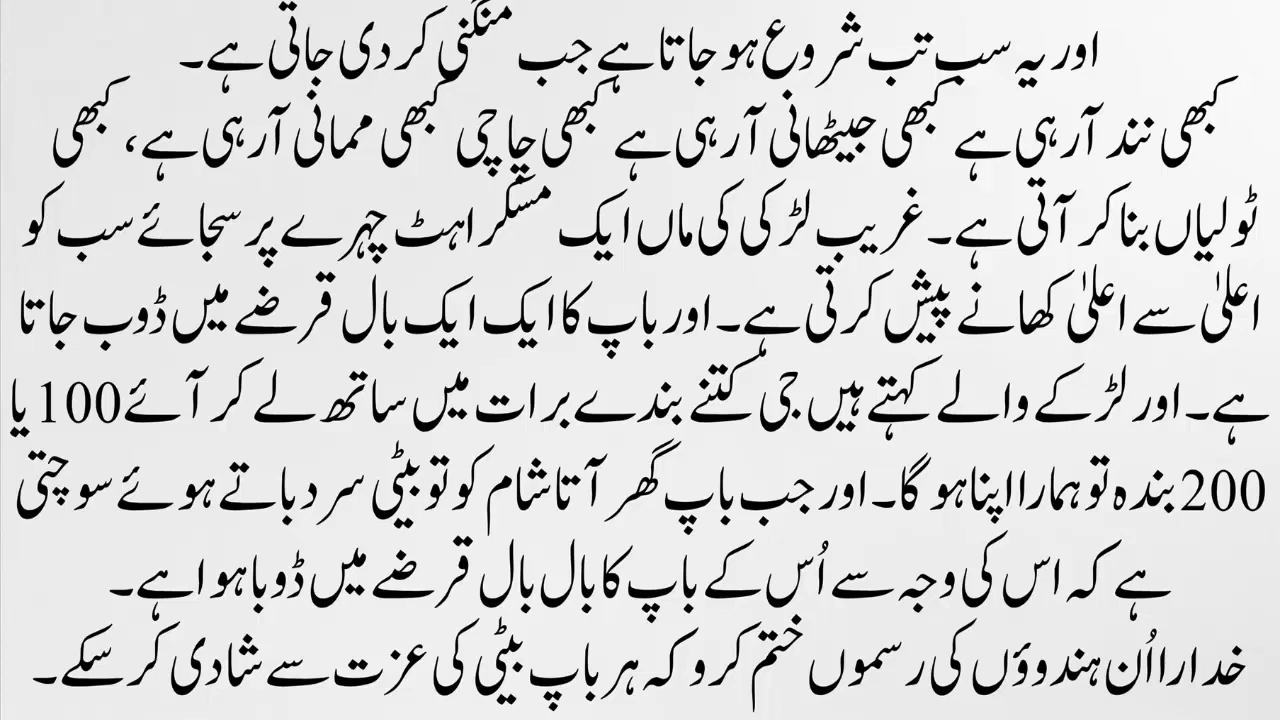 اور یہ سب تب شروع ہو جاتا ہے جب منگنی کر دی جاتی ہے۔
کبھی نند آرہی ہے کبھی جیٹھانی آرہی ہے کبھی چاچی کبھی ممانی آرہی ہے، کبھی
ٹولیاں بنا کر آتی ہے۔ غریب لڑکی کی ماں ایک مسکراہٹ چہرے پر سجائے سب کو
اعلیٰ سے اعلیٰ کھانے پیش کرتی ہے۔ اور باپ کا ایک ایک بال قرضے میں ڈوب جاتا
ہے۔ اور لڑکے والے کہتے ہیں جی کتنے بندے برات میں ساتھ لے کر آئے 100 یا
200 بندہ تو ہمارا اپنا ہو گا۔ اور جب باپ گھر آتا شام کو تو بیٹی سر دباتے ہوئے سوچتی
ہے کہ اس کی وجہ سے اُس کے باپ کا بال بال قرضے میں ڈوبا ہوا ہے۔
خدارا اُن ہندوؤں کی رسموں ختم کرو کہ ہر باپ بیٹی کی عزت سے شادی کر سکے۔